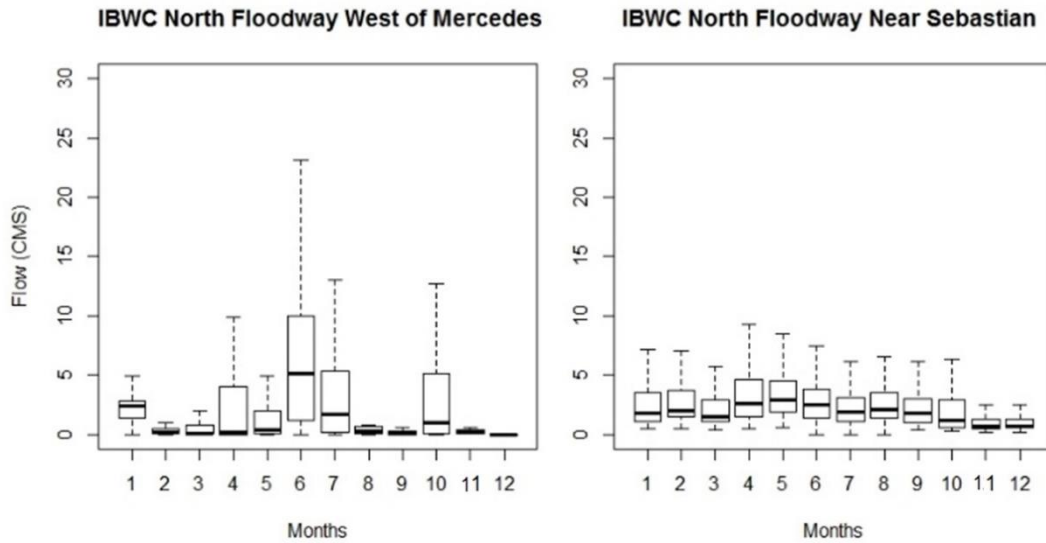 IBWC North Floodway West of Mercedes
30
25
20
15
10
5
0
Flow (CMS)
1 2 3 4 5 6 7 8 9 10 11 12
Months
IBWC North Floodway Near Sebastian
30
25
20
15
10
5
0
1 2 3 4 5 6 7 8 9 10 11 12
Months